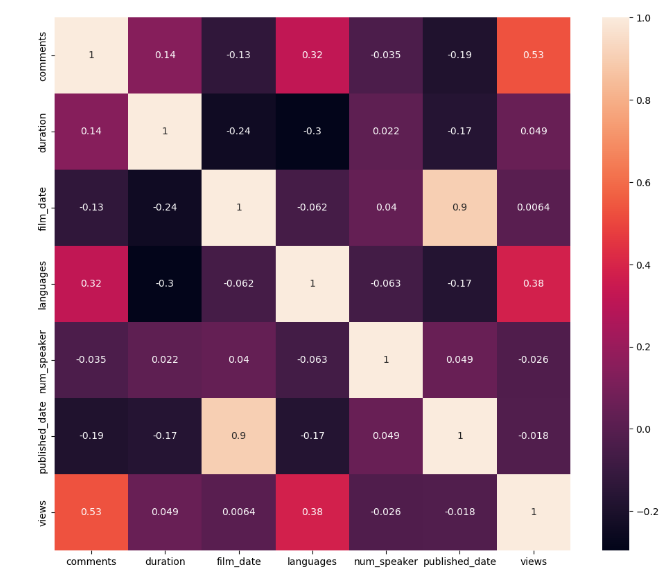 comments 1 0.14 -0.13 0.32 -0.035 -0.19 0.53
duration 0.14 1 -0.24 -0.3 0.022 -0.17 0.049
film_date -0.13 -0.24 1 -0.062 0.04 0.9 0.0064
languages 0.32 -0.3 -0.062 1 -0.063 -0.17 0.38
num_speaker -0.035 0.022 0.04 -0.063 1 0.049 -0.026
published_date -0.19 -0.17 0.9 -0.17 0.049 1 -0.018
views 0.53 0.049 0.0064 0.38 -0.026 -0.018 1
comments duration film_date languages num_speaker published_date views
1.0
0.8
0.6
0.4
0.2
0.0
−0.2